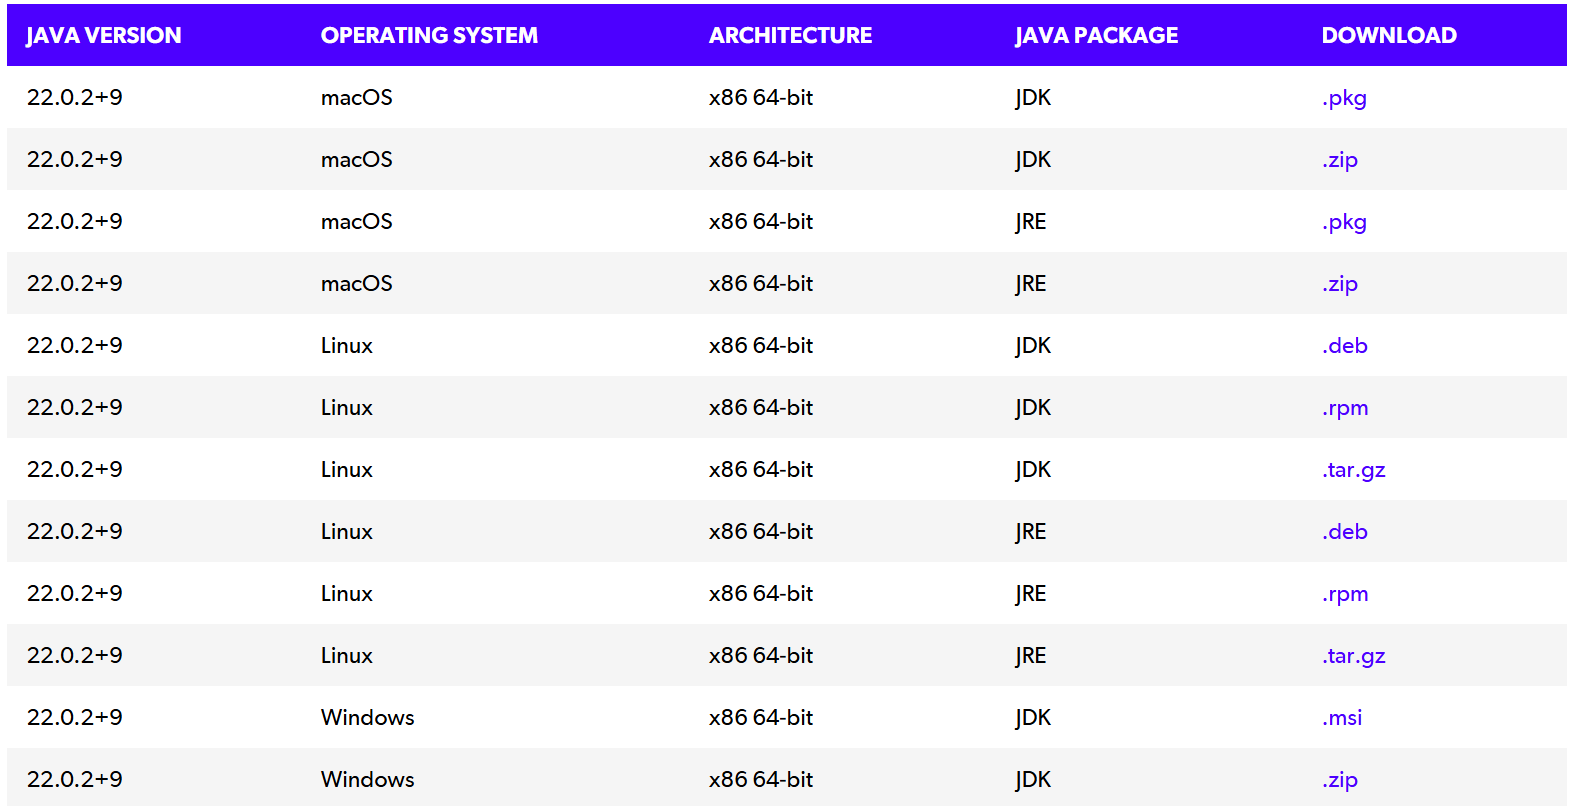 JAVA VERSION OPERATING SYSTEM ARCHITECTURE JAVA PACKAGE DOWNLOAD
22.0.2+9 macOS x86 64-bit JDK .pkg
22.0.2+9 macOS x86 64-bit JDK .zip
22.0.2+9 macOS x86 64-bit JRE .pkg
22.0.2+9 macOS x86 64-bit JRE .zip
22.0.2+9 Linux x86 64-bit JDK .deb
22.0.2+9 Linux x86 64-bit JDK .rpm
22.0.2+9 Linux x86 64-bit JDK .tar.gz
22.0.2+9 Linux x86 64-bit JRE .deb
22.0.2+9 Linux x86 64-bit JRE .rpm
22.0.2+9 Linux x86 64-bit JRE .tar.gz
22.0.2+9 Windows x86 64-bit JDK .msi
22.0.2+9 Windows x86 64-bit JDK .zip